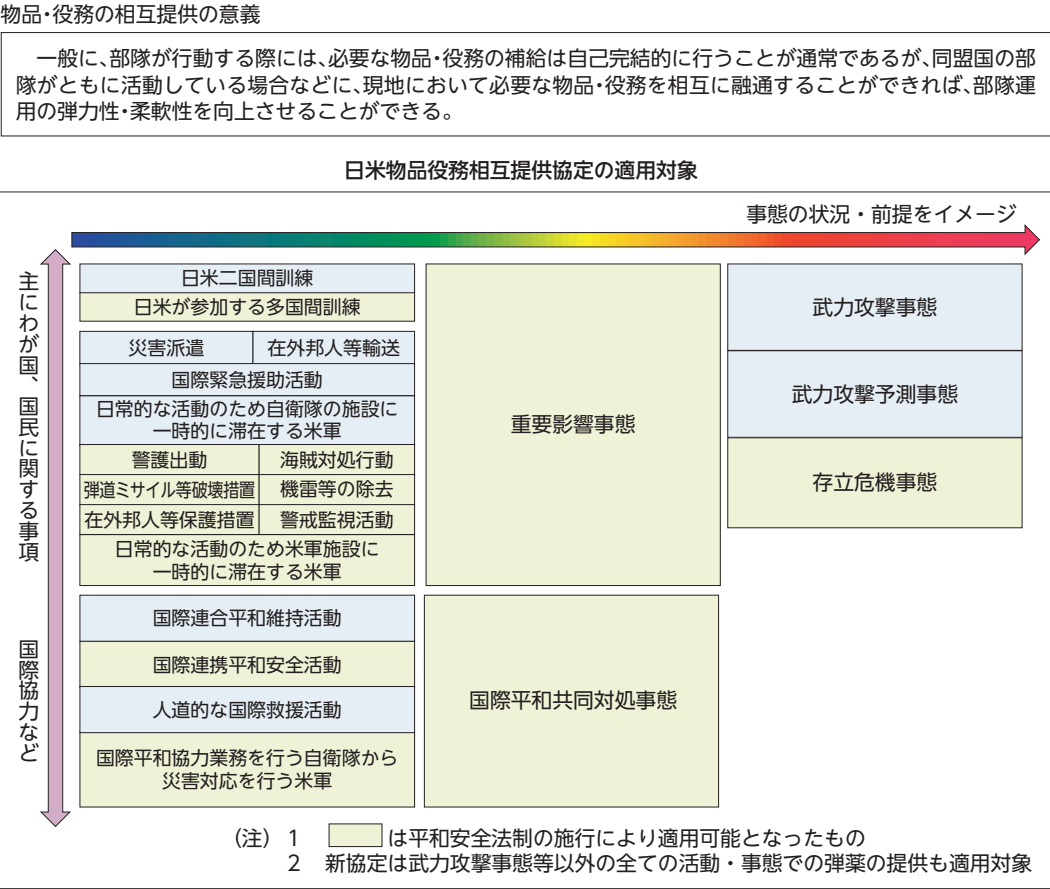 物品・役務の相互提供の意義
一般に、部隊が行動する際には、必要な物品・役務の補給は自己完結的に行うことが通常であるが、同盟国の部
隊がともに活動している場合などに、現地において必要な物品・役務を相互に融通することができれば、部隊運
用の弾力性・柔軟性を向上させることができる。
日米物品役務相互提供協定の適用対象
事態の状況・前提をイメージ
主にわが国、国民に関する事項
日米二国間訓練
日米が参加する多国間訓練
災害派遣
在外邦人等輸送
国際緊急援助活動
日常的な活動のため自衛隊の施設に
一時的に滞在する米軍
警護出動
海賊対処行動
弾道ミサイル等破壊措置
機雷等の除去
在外邦人等保護措置
警戒監視活動
日常的な活動のため米軍施設に
一時的に滞在する米軍
重要影響事態
武力攻撃事態
武力攻撃予測事態
存立危機事態
国際協力など
国際連合平和維持活動
国際連携平和安全活動
人道的な国際救援活動
国際平和協力業務を行う自衛隊から
災害対応を行う米軍
国際平和共同対処事態
(注) 1 は平和安全法制の施行により適用可能となったもの
2 新協定は武力攻撃事態等以外の全ての活動・事態での弾薬の提供も適用対象